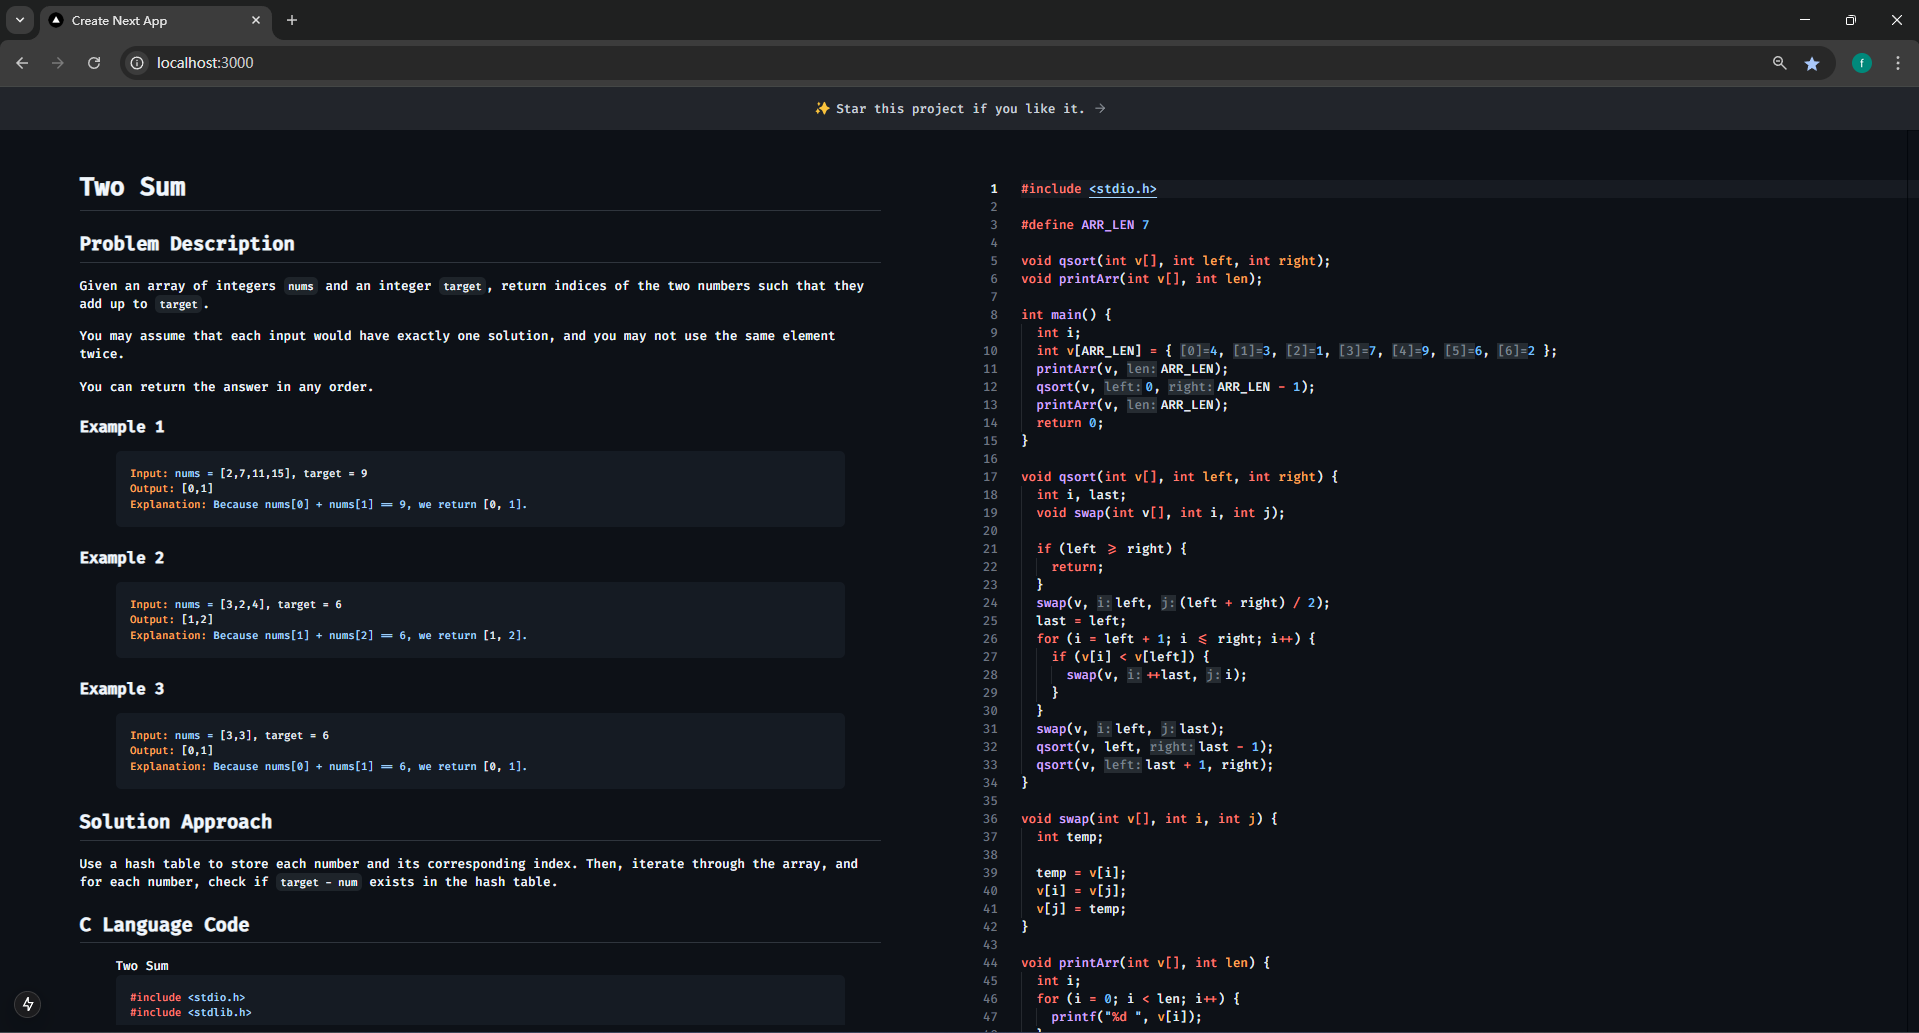 Create Next App
localhost:3000
f
✨ Star this project if you like it. →
Two Sum
Problem Description
Given an array of integers nums and an integer target, return indices of the two numbers such that they
add up to target.
You may assume that each input would have exactly one solution, and you may not use the same element
twice.
You can return the answer in any order.
Example 1
Input: nums = [2,7,11,15], target = 9
Output: [0,1]
Explanation: Because nums[0] + nums[1] == 9, we return [0, 1].
Example 2
Input: nums = [3,2,4], target = 6
Output: [1,2]
Explanation: Because nums[1] + nums[2] == 6, we return [1, 2].
Example 3
Input: nums = [3,3], target = 6
Output: [0,1]
Explanation: Because nums[0] + nums[1] == 6, we return [0, 1].
Solution Approach
Use a hash table to store each number and its corresponding index. Then, iterate through the array, and
for each number, check if target - num exists in the hash table.
C Language Code
Two Sum
#include <stdio.h>
#include <stdlib.h>
1 #include <stdio.h>
2
3 #define ARR_LEN 7
4
5 void qsort(int v[], int left, int right);
6 void printArr(int v[], int len);
7
8 int main() {
9 int i;
10 int v[ARR_LEN] = { [0]=4, [1]=3, [2]=1, [3]=7, [4]=9, [5]=6, [6]=2 };
11 printArr(v, len: ARR_LEN);
12 qsort(v, left: 0, right: ARR_LEN - 1);
13 printArr(v, len: ARR_LEN);
14 return 0;
15 }
16
17 void qsort(int v[], int left, int right) {
18 int i, last;
19 void swap(int v[], int i, int j);
20
21 if (left >= right) {
22 return;
23 }
24 swap(v, i: left, j: (left + right) / 2);
25 last = left;
26 for (i = left + 1; i <= right; i++) {
27 if (v[i] < v[left]) {
28 swap(v, i: ++last, j: i);
29 }
30 }
31 swap(v, i: left, j: last);
32 qsort(v, left, right: last - 1);
33 qsort(v, left: last + 1, right);
34 }
35
36 void swap(int v[], int i, int j) {
37 int temp;
38
39 temp = v[i];
40 v[i] = v[j];
41 v[j] = temp;
42 }
43
44 void printArr(int v[], int len) {
45 int i;
46 for (i = 0; i < len; i++) {
47 printf("%d ", v[i]);